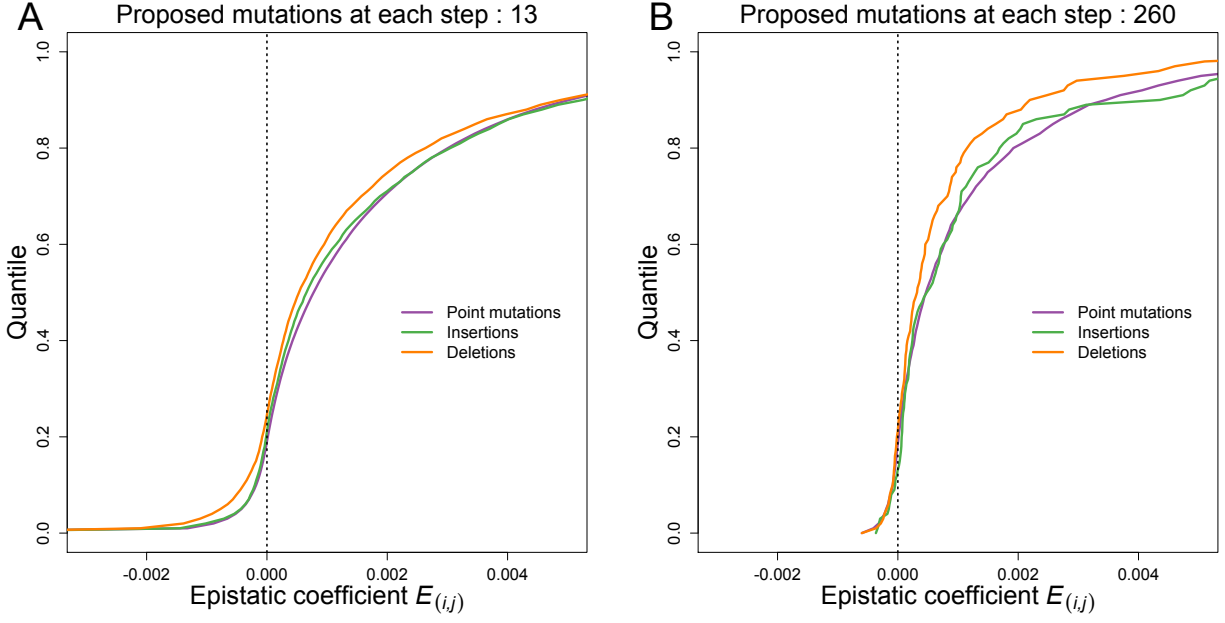 A
Proposed mutations at each step : 13
Quantile
1.0
0.8
0.6
0.4
0.2
0.0
Point mutations
Insertions
Deletions
-0.002
0.000
0.002
0.004
Epistatic coefficient E(i,j)
B
Proposed mutations at each step : 260
Quantile
1.0
0.8
0.6
0.4
0.2
0.0
Point mutations
Insertions
Deletions
-0.002
0.000
0.002
0.004
Epistatic coefficient E(i,j)